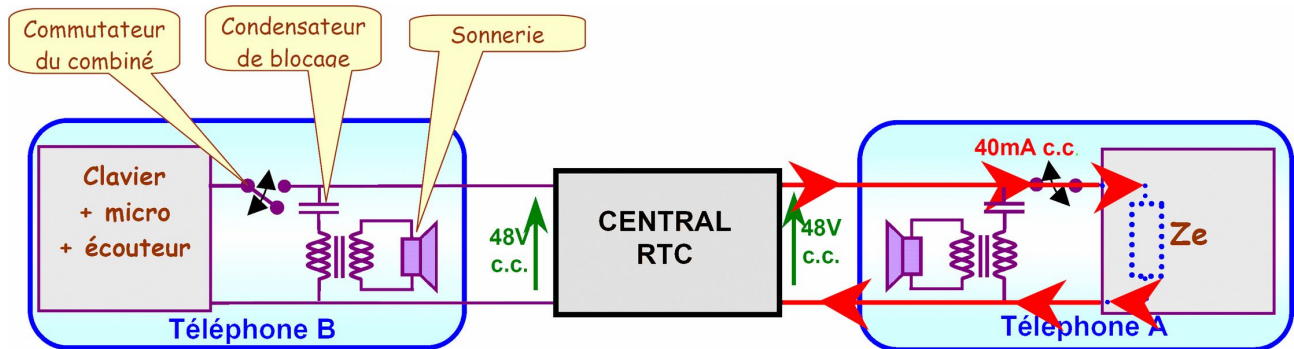 Commutateur
du combiné
Condensateur
de blocage
Sonnerie
Clavier
+ micro
+ écouteur
Téléphone B
48V
c.c.
CENTRAL
RTC
48V
c.c.
40mA c.c.
Ze
Téléphone A